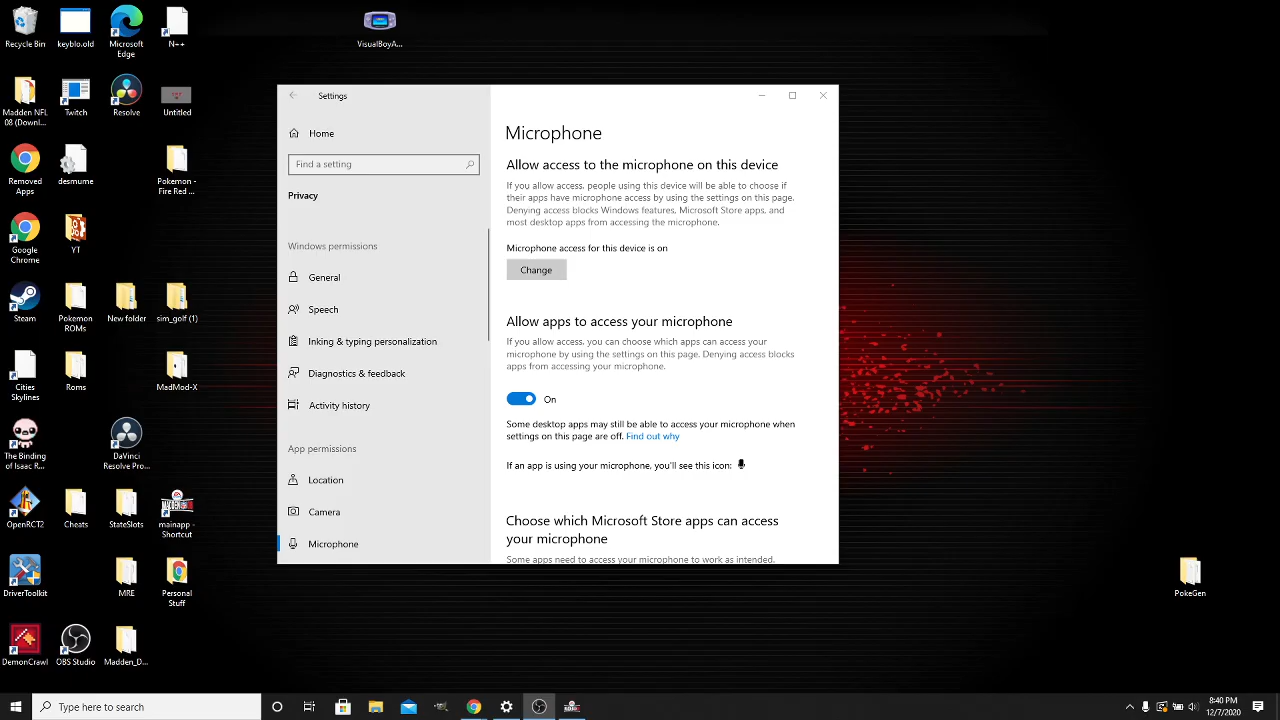 Recycle Bin
keyblo.old
Microsoft
Edge
N++
VisualBoyA...
Madden NFL
08 (Downl...
Twitch
Resolve
Untitled
Removed
Apps
desmume
Pokemon -
Fire Red ...
Google
Chrome
YT
Steam
Pokemon
ROMs
New folder
sim_golf (1)
Cities
Skylines
Roms
MadMod-X
The Binding
of Isaac R...
DaVinci
Resolve Pro...
OpenRCT2
Cheats
StateSlots
mainapp -
Shortcut
DriverToolkit
MRE
Personal
Stuff
DemonCrawl
OBS Studio
Madden_D...
PokeGen
Settings
Home
Find a setting
Privacy
Windows permissions
General
Speech
Inking & typing personalization
Diagnostics & feedback
Activity history
App permissions
Location
Camera
Microphone
Microphone
Allow access to the microphone on this device
If you allow access, people using this device will be able to choose if
their apps have microphone access by using the settings on this page.
Denying access blocks Windows features, Microsoft Store apps, and
most desktop apps from accessing the microphone.
Microphone access for this device is on
Change
Allow apps to access your microphone
If you allow access, you can choose which apps can access your
microphone by using the settings on this page. Denying access blocks
apps from accessing your microphone.
On
Some desktop apps may still be able to access your microphone when
settings on this page are off. Find out why
If an app is using your microphone, you'll see this icon:
Choose which Microsoft Store apps can access
your microphone
Some apps need to access your microphone to work as intended.
Type here to search
8:40 PM
12/7/2020